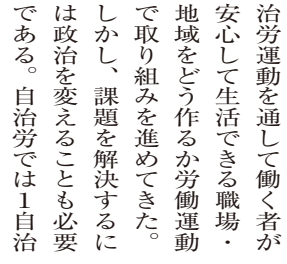 治労運動を通して働く者が
安心して生活できる職場・
地域をどう作るか労働運動
で取り組みを進めてきた。
しかし、課題を解決するに
は政治を変えることも必要
である。自治労では1自治